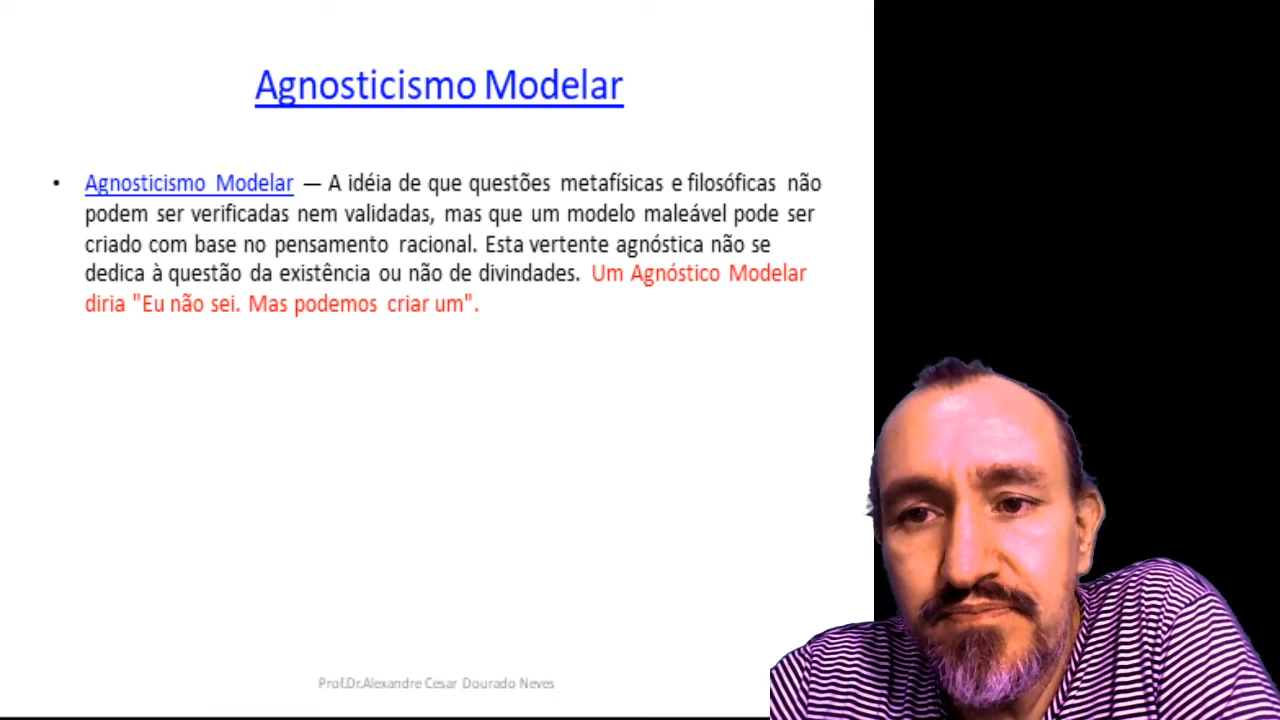 Agnosticismo Modelar
• Agnosticismo Modelar — A idéia de que questões metafísicas e filosóficas não
podem ser verificadas nem validadas, mas que um modelo maleável pode ser
criado com base no pensamento racional. Esta vertente agnóstica não se
dedica à questão da existência ou não de divindades. Um Agnóstico Modelar
diria "Eu não sei. Mas podemos criar um".
Prof.Dr.Alexandre Cesar Dourado Neves